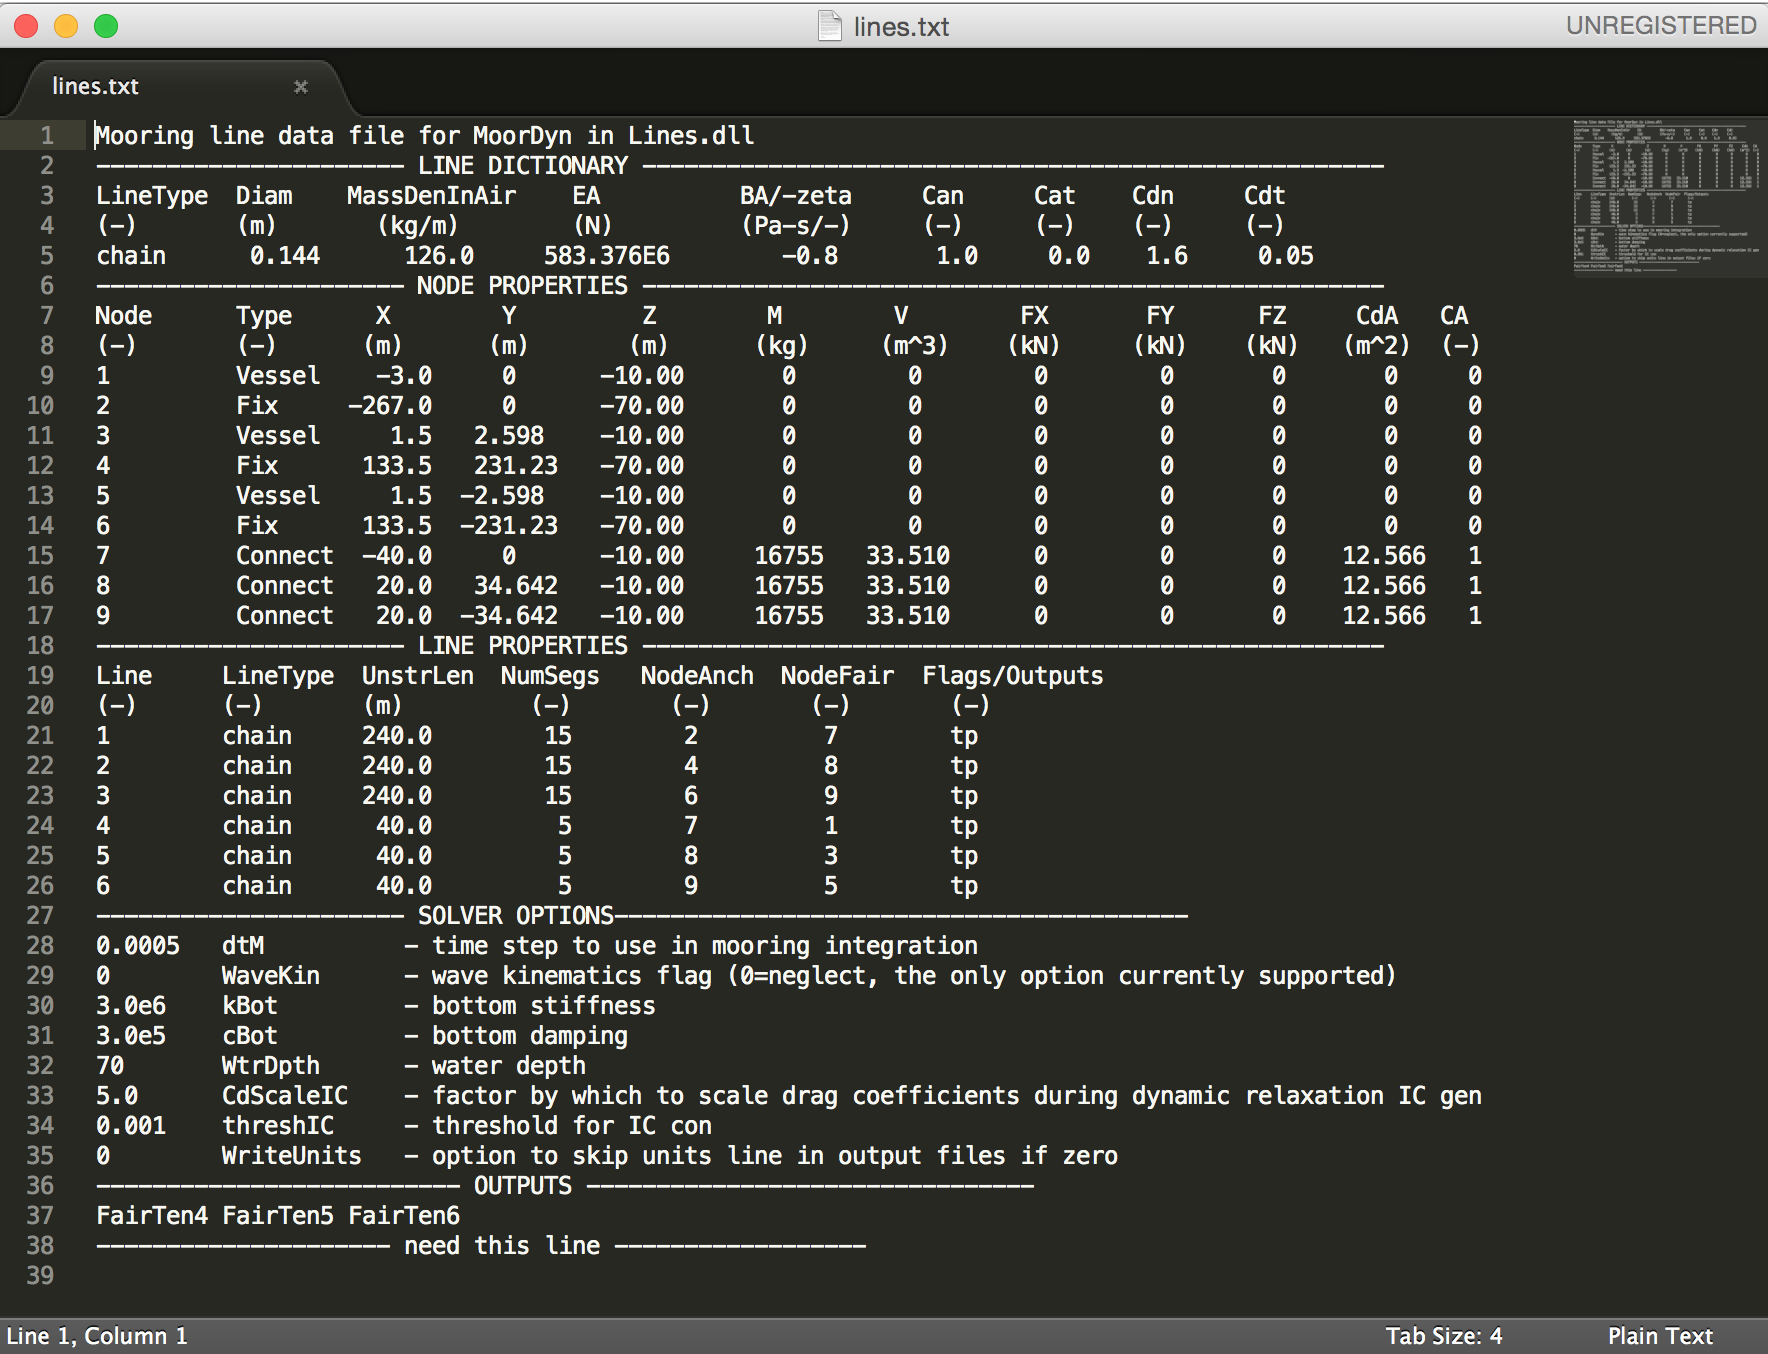 lines.txt
UNREGISTERED
lines.txt
1 Mooring line data file for MoorDyn in Lines.dll
2 ---------------------- LINE DICTIONARY -----------------------------------------------------
3 LineType Diam MassDenInAir EA BA/-zeta Can Cat Cdn Cdt
4 (-) (m) (kg/m) (N) (Pa-s/-) (-) (-) (-) (-)
5 chain 0.144 126.0 583.376E6 -0.8 1.0 0.0 1.6 0.05
6 ---------------------- NODE PROPERTIES -----------------------------------------------------
7 Node Type X Y Z M V FX FY FZ CdA CA
8 (-) (-) (m) (m) (m) (kg) (m^3) (kN) (kN) (kN) (m^2) (-)
9 1 Vessel -3.0 0 -10.00 0 0 0 0 0 0 0
10 2 Fix -267.0 0 -70.00 0 0 0 0 0 0 0
11 3 Vessel 1.5 2.598 -10.00 0 0 0 0 0 0 0
12 4 Fix 133.5 231.23 -70.00 0 0 0 0 0 0 0
13 5 Vessel 1.5 -2.598 -10.00 0 0 0 0 0 0 0
14 6 Fix 133.5 -231.23 -70.00 0 0 0 0 0 0 0
15 7 Connect -40.0 0 -10.00 16755 33.510 0 0 0 12.566 1
16 8 Connect 20.0 34.642 -10.00 16755 33.510 0 0 0 12.566 1
17 9 Connect 20.0 -34.642 -10.00 16755 33.510 0 0 0 12.566 1
18 ---------------------- LINE PROPERTIES -----------------------------------------------------
19 Line LineType UnstrLen NumSegs NodeAnch NodeFair Flags/Outputs
20 (-) (-) (m) (-) (-) (-) (-)
21 1 chain 240.0 15 2 7 tp
22 2 chain 240.0 15 4 8 tp
23 3 chain 240.0 15 6 9 tp
24 4 chain 40.0 5 7 1 tp
25 5 chain 40.0 5 8 3 tp
26 6 chain 40.0 5 9 5 tp
27 ---------------------- SOLVER OPTIONS-----------------------------------------
28 0.0005 dtM - time step to use in mooring integration
29 0 WaveKin - wave kinematics flag (0=neglect, the only option currently supported)
30 3.0e6 kBot - bottom stiffness
31 3.0e5 cBot - bottom damping
32 70 WtrDpth - water depth
33 5.0 CdScaleIC - factor by which to scale drag coefficients during dynamic relaxation IC gen
34 0.001 threshIC - threshold for IC con
35 0 WriteUnits - option to skip units line in output files if zero
36 -------------------------- OUTPUTS --------------------------------
37 FairTen4 FairTen5 FairTen6
38 --------------------- need this line ------------------
39
Line 1, Column 1
Tab Size: 4
Plain Text